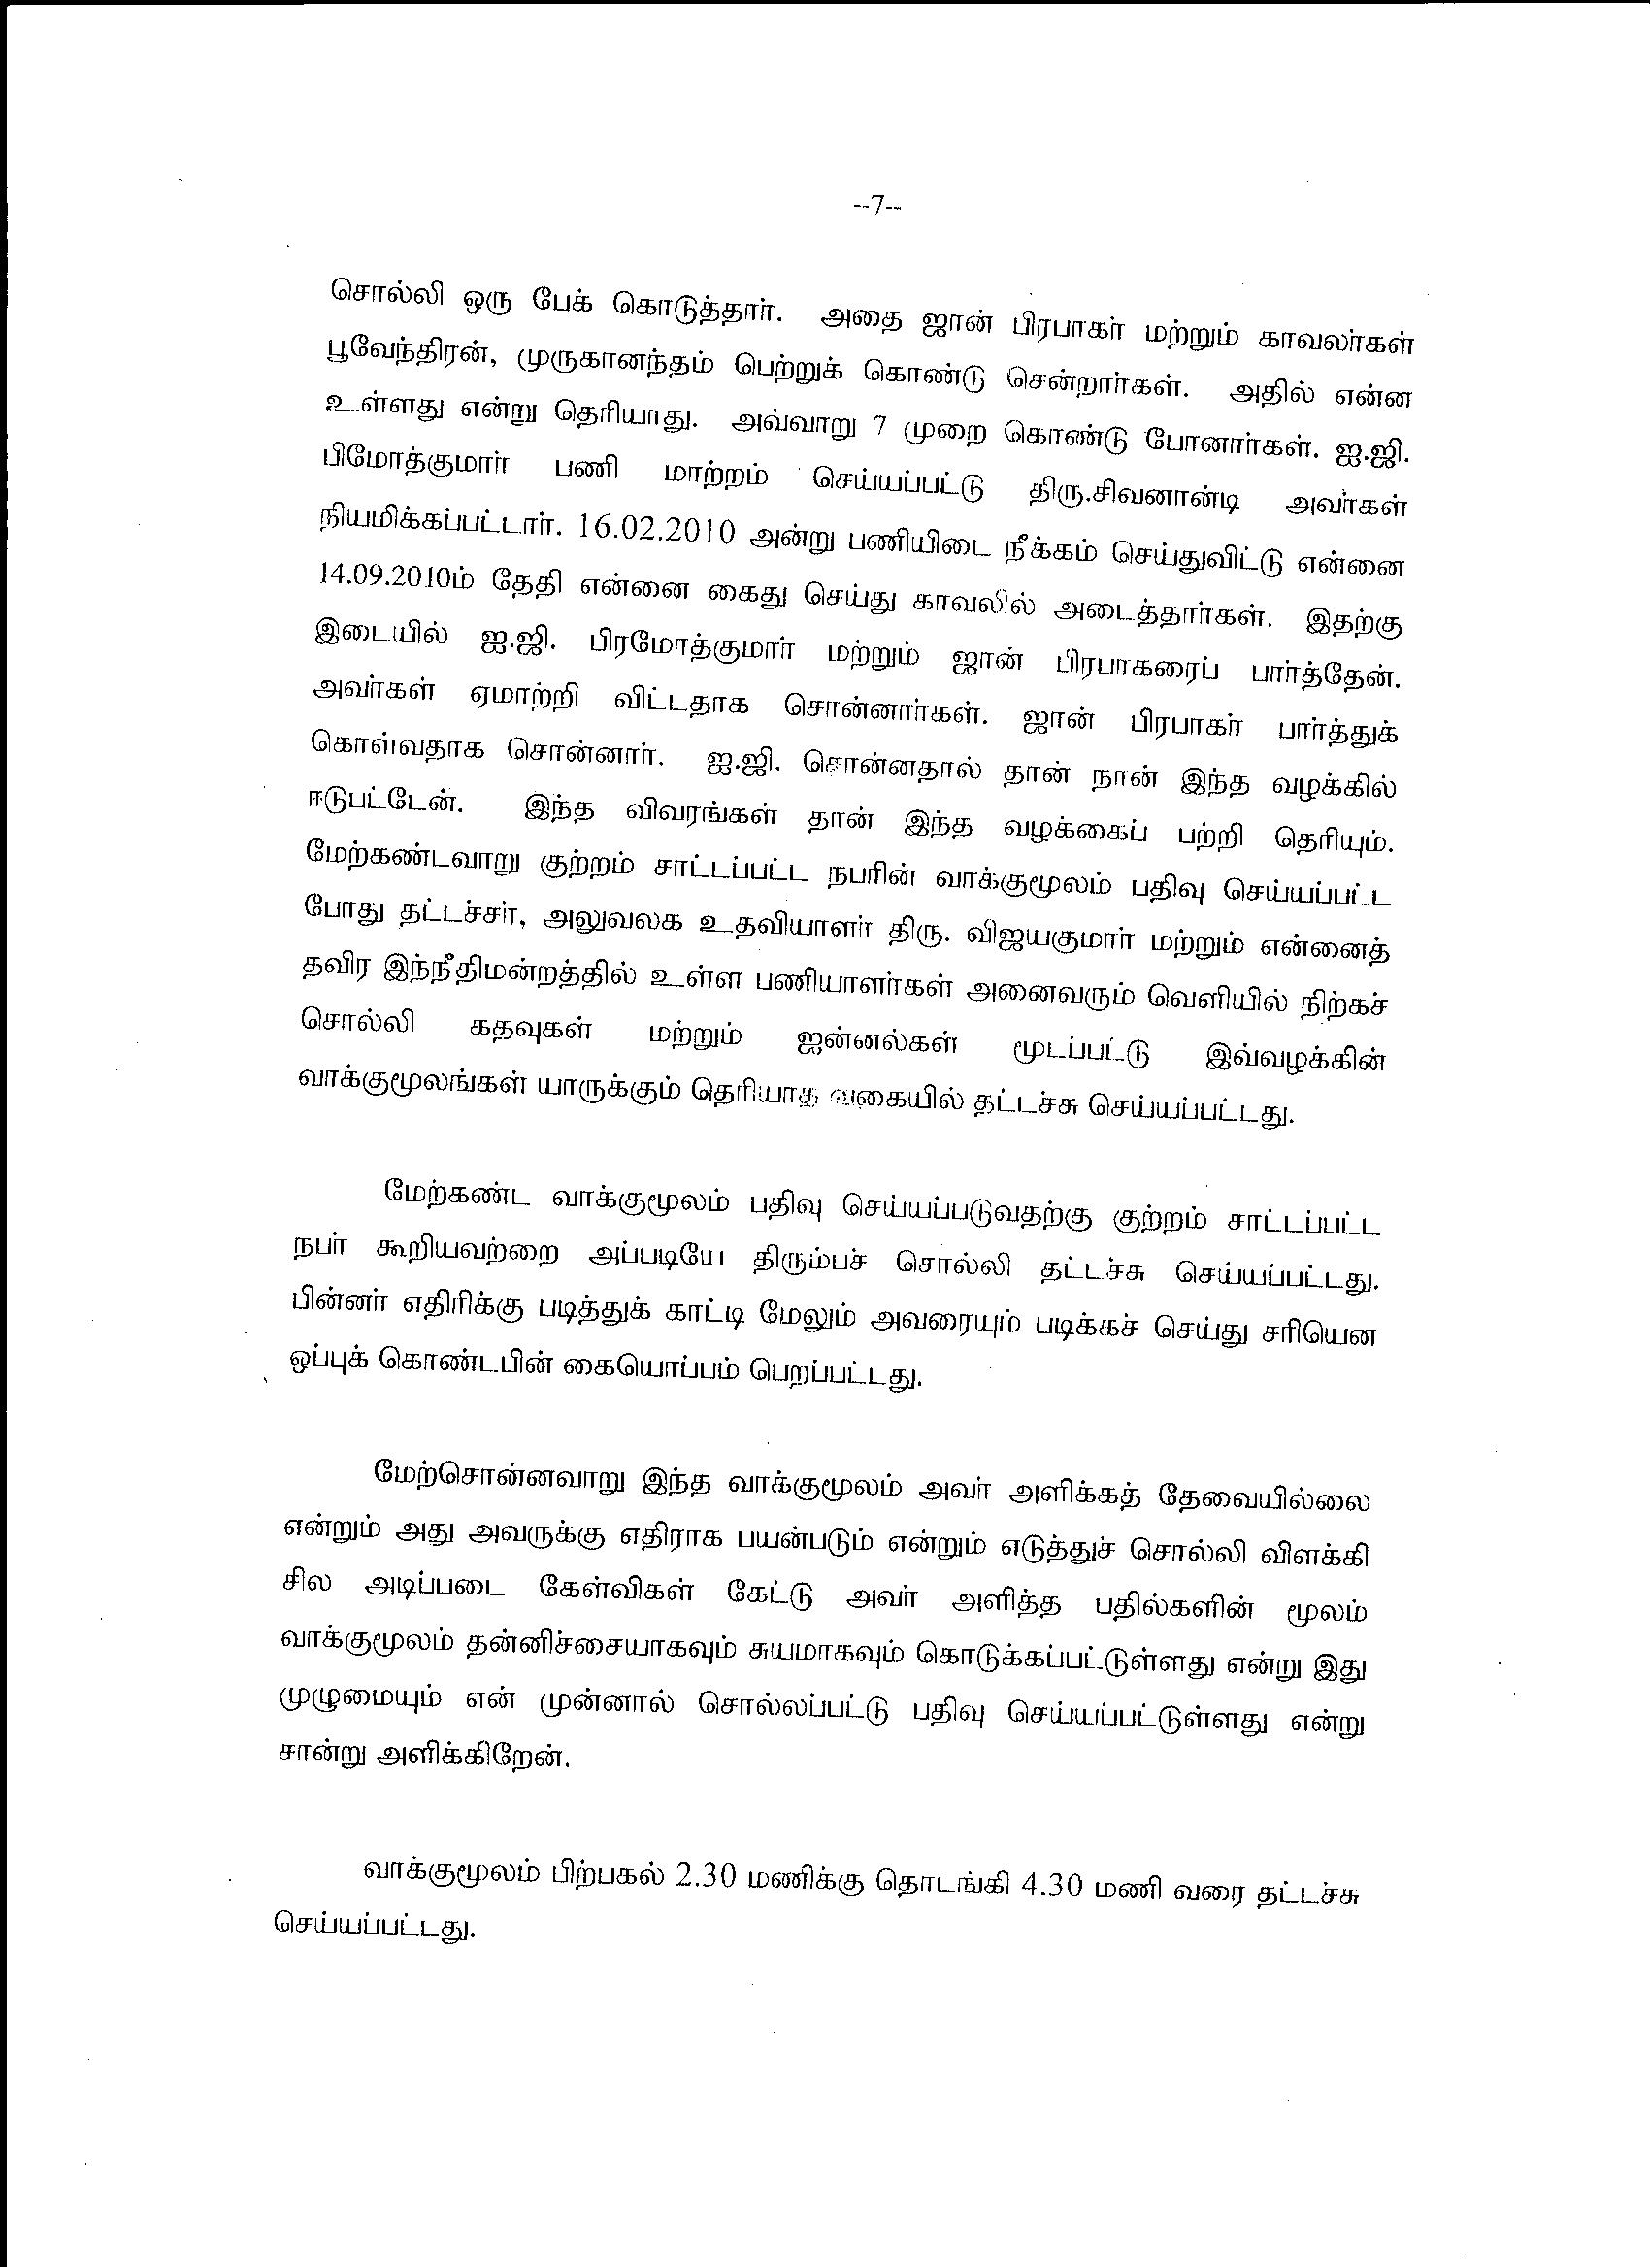 --7--
சொல்லி ஒரு பேக் கொடுத்தார். அதை ஜான் பிரபாகர் மற்றும் காவலர்கள்
பூவேந்திரன், முருகானந்தம் பெற்றுக் கொண்டு சென்றார்கள். அதில் என்ன
உள்ளது என்று தெரியாது. அவ்வாறு 7 முறை கொண்டு போனார்கள். ஐ.ஜி.
பிமோத்குமார் பணி மாற்றம் செய்யப்பட்டு திரு.சிவனான்டி அவர்கள்
நியமிக்கப்பட்டார். 16.02.2010 அன்று பணியிடை நீக்கம் செய்துவிட்டு என்னை
14.09.2010ம் தேதி என்னை கைது செய்து காவலில் அடைத்தார்கள். இதற்கு
இடையில் ஐ.ஜி. பிரமோத்குமார் மற்றும் ஜான் பிரபாகரைப் பார்த்தேன்.
அவர்கள் ஏமாற்றி விட்டதாக சொன்னார்கள். ஜான் பிரபாகர் பார்த்துக்
கொள்வதாக சொன்னார். ஐ.ஜி. சொன்னதால் தான் நான் இந்த வழக்கில்
ஈடுபட்டேன். இந்த விவரங்கள் தான் இந்த வழக்கைப் பற்றி தெரியும்.
மேற்கண்டவாறு குற்றம் சாட்டப்பட்ட நபரின் வாக்குமூலம் பதிவு செய்யப்பட்ட
போது தட்டச்சர், அலுவலக உதவியாளர் திரு. விஜயகுமார் மற்றும் என்னைத்
தவிர இந்நீதிமன்றத்தில் உள்ள பணியாளர்கள் அனைவரும் வெளியில் நிற்கச்
சொல்லி கதவுகள் மற்றும் ஜன்னல்கள் மூடப்பட்டு இவ்வழக்கின்
வாக்குமூலங்கள் யாருக்கும் தெரியாத வகையில் தட்டச்சு செய்யப்பட்டது.
மேற்கண்ட வாக்குமூலம் பதிவு செய்யப்படுவதற்கு குற்றம் சாட்டப்பட்ட
நபர் கூறியவற்றை அப்படியே திரும்பச் சொல்லி தட்டச்சு செய்யப்பட்டது.
பின்னர் எதிரிக்கு படித்துக் காட்டி மேலும் அவரையும் படிக்கச் செய்து சரியென
ஒப்புக் கொண்டபின் கையொப்பம் பெறப்பட்டது.
மேற்சொன்னவாறு இந்த வாக்குமூலம் அவர் அளிக்கத் தேவையில்லை
என்றும் அது அவருக்கு எதிராக பயன்படும் என்றும் எடுத்துச் சொல்லி விளக்கி
சில அடிப்படை கேள்விகள் கேட்டு அவர் அளித்த பதில்களின் மூலம்
வாக்குமூலம் தன்னிச்சையாகவும் சுயமாகவும் கொடுக்கப்பட்டுள்ளது என்று இது
முழுமையும் என் முன்னால் சொல்லப்பட்டு பதிவு செய்யப்பட்டுள்ளது என்று
சான்று அளிக்கிறேன்.
வாக்குமூலம் பிற்பகல் 2.30 மணிக்கு தொடங்கி 4.30 மணி வரை தட்டச்சு
செய்யப்பட்டது.